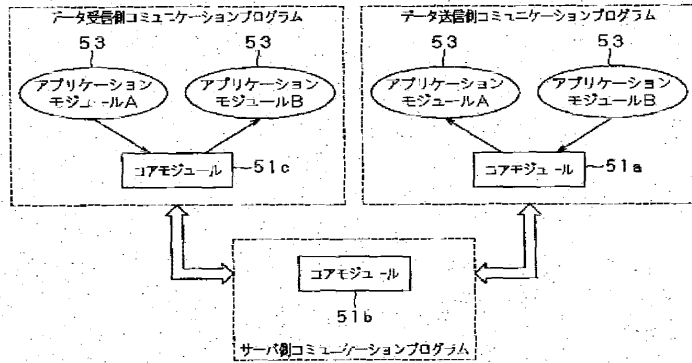 データ受信側コミュニケーションプログラム
53
53
アプリケーション
モジュールA
アプリケーション
モジュールB
コアモジュール
51c
データ送信側コミュニケーションプログラム
53
53
アプリケーション
モジュールA
アプリケーション
モジュールB
コアモジュール
51a
コアモジュール
51b
サーバ側コミュニケーションプログラム